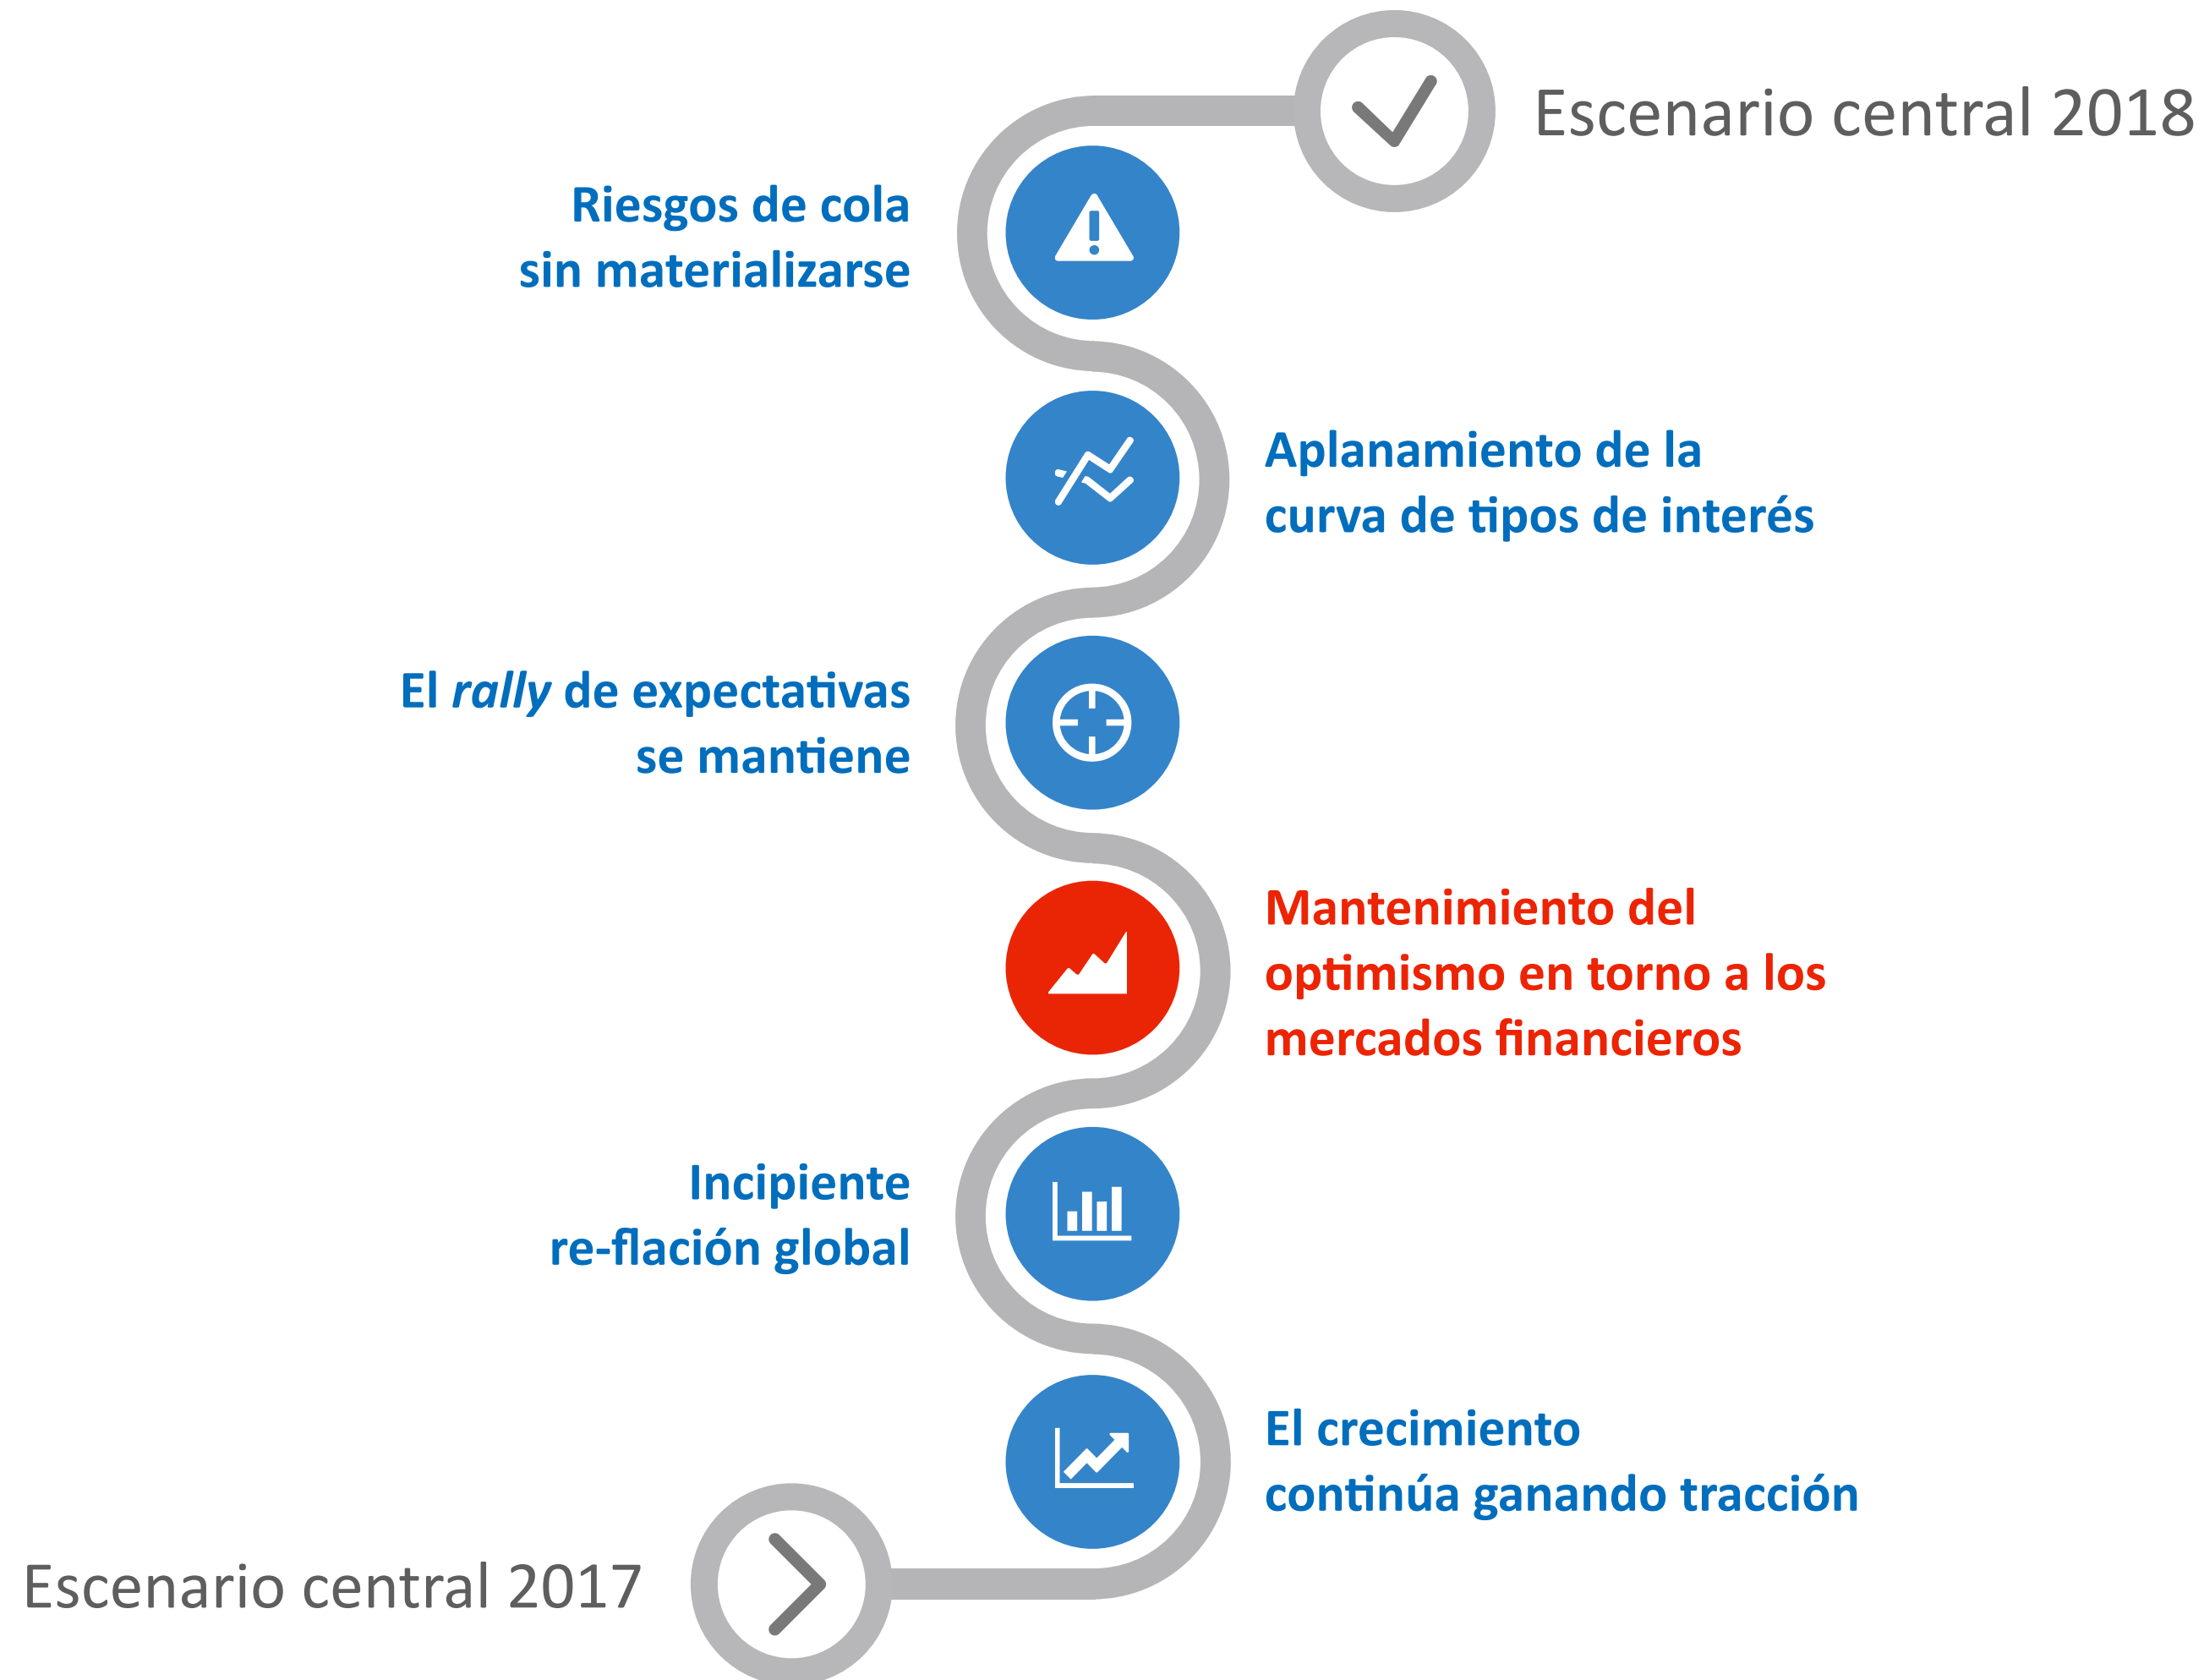 Escenario central 2018
Riesgos de cola
sin materializarse
Aplanamiento de la
curva de tipos de interés
El rally de expectativas
se mantiene
Mantenimiento del
optimismo en torno a los
mercados financieros
Incipiente
re-flación global
El crecimiento
continúa ganando tracción
Escenario central 2017